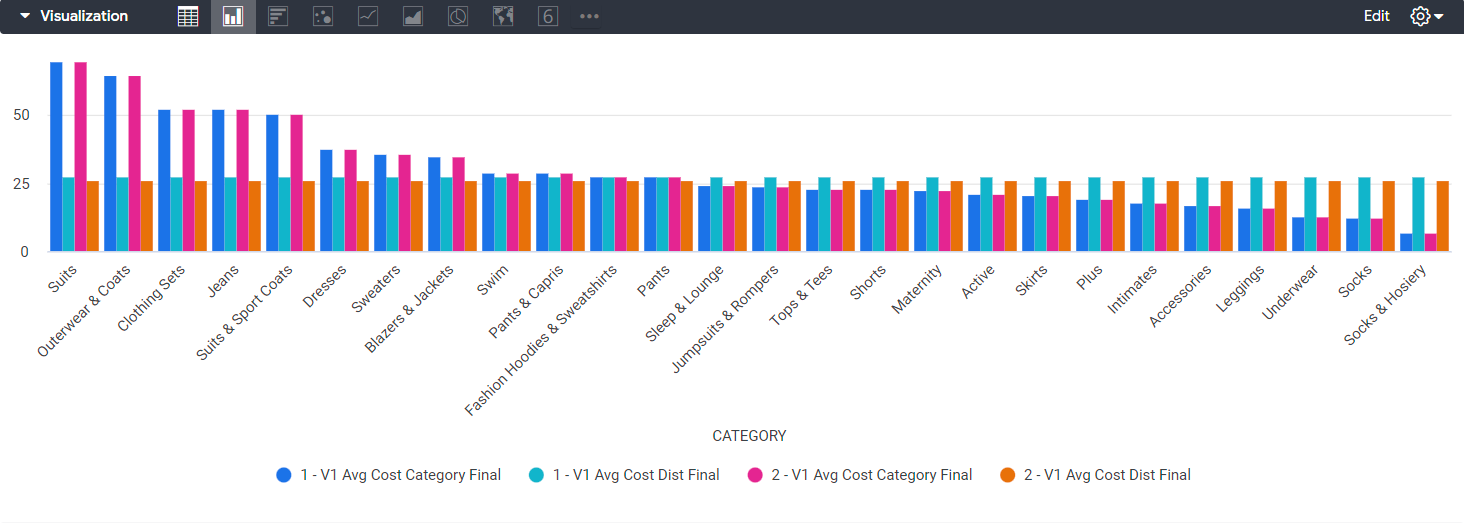 Visualization
6
Edit
50
25
0
Suits
Outerwear & Coats
Clothing Sets
Jeans
Suits & Sport Coats
Dresses
Sweaters
Blazers & Jackets
Swim
Pants & Capris
Fashion Hoodies & Sweatshirts
Pants
Sleep & Lounge
Jumpsuits & Rompers
Tops & Tees
Shorts
Maternity
Active
Skirts
Plus
Intimates
Accessories
Leggings
Underwear
Socks
Socks & Hosiery
CATEGORY
1 - V1 Avg Cost Category Final
1 - V1 Avg Cost Dist Final
2 - V1 Avg Cost Category Final
2 - V1 Avg Cost Dist Final